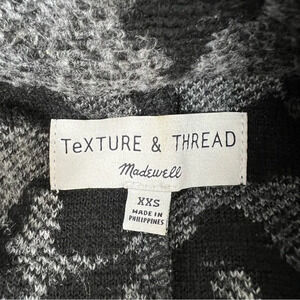 TeXTURE & THREAD
Madewell
XXS
MADE IN
PHILIPPINES